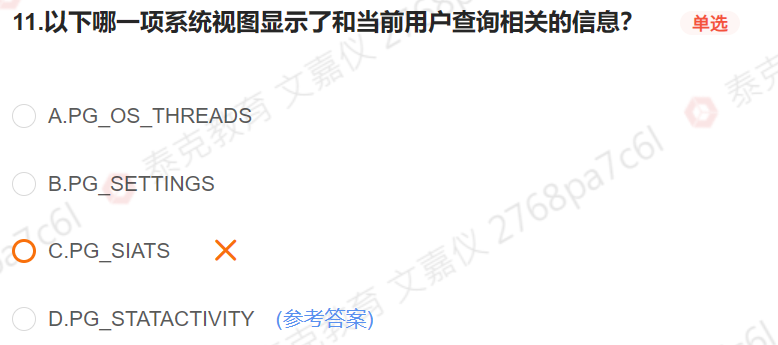 11.以下哪一项系统视图显示了和当前用户查询相关的信息? 单选
A.PG_OS_THREADS
B.PG_SETTINGS
C.PG_SIATS
D.PG_STATACTIVITY (参考答案)
泰克教育 文嘉仪 2768pa7c6l